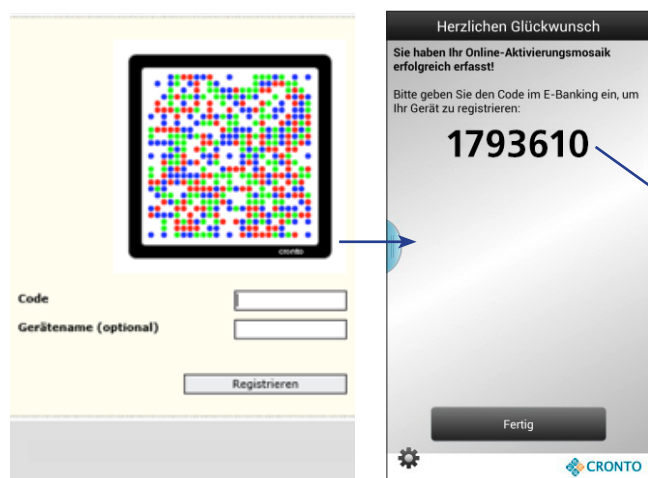 cronto
Code
Gerätename (optional)
Registrieren
Herzlichen Glückwunsch
Sie haben Ihr Online-Aktivierungsmosaik
erfolgreich erfasst!
Bitte geben Sie den Code im E-Banking ein, um
Ihr Gerät zu registrieren:
1793610
Fertig
CRONTO